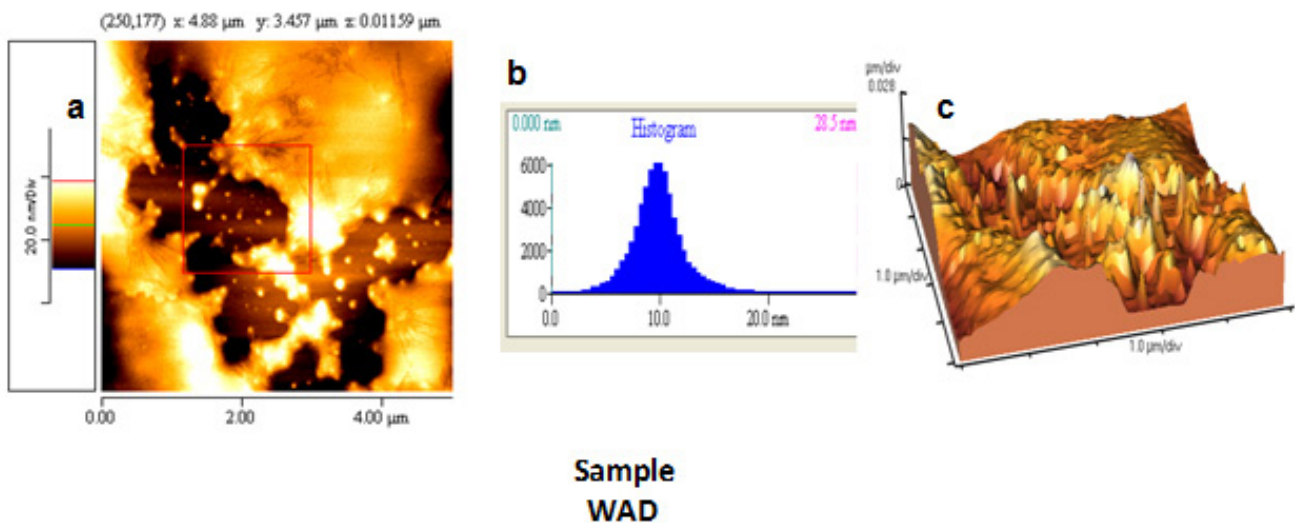 (250,177) x: 4.88 µm y: 3.457 µm z: 0.01159 µm
a
20.0 nm/Div
0.00 2.00 4.00 µm
b
0.000 nm Histogram 28.5 nm
6000
4000
2000
0
0.0 10.0 20.0 nm
c
µm/div
0.028
0
1.0 µm/div
1.0 µm/div
Sample
WAD